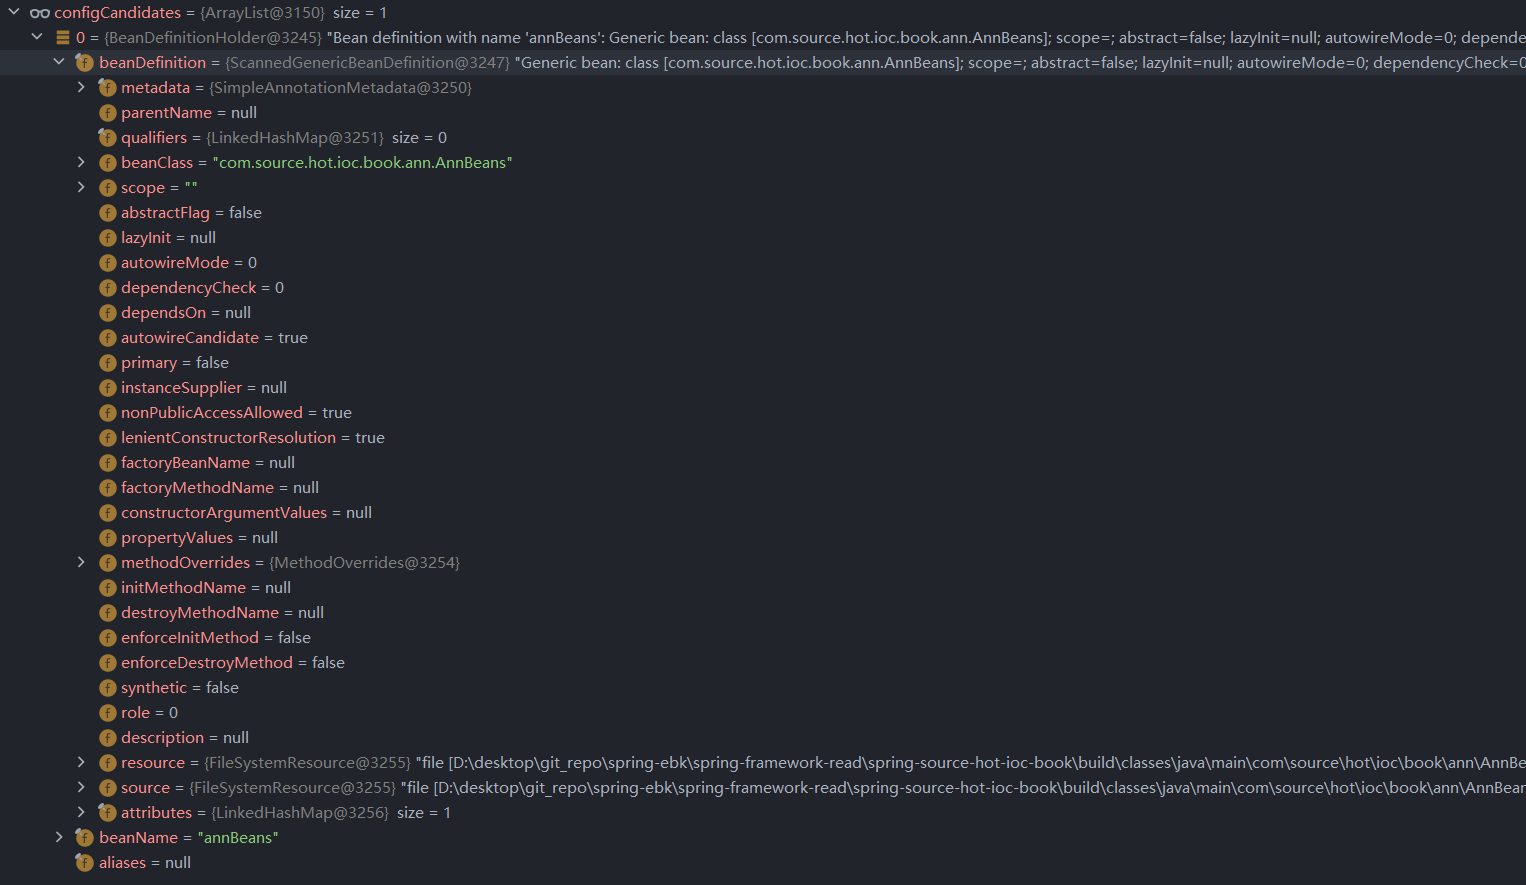 configCandidates = {ArrayList@3150} size = 1
0 = {BeanDefinitionHolder@3245} "Bean definition with name 'annBeans': Generic bean: class [com.source.hot.ioc.book.ann.AnnBeans]; scope=; abstract=false; lazyInit=null; autowireMode=0; depende
f beanDefinition = {ScannedGenericBeanDefinition@3247} "Generic bean: class [com.source.hot.ioc.book.ann.AnnBeans]; scope=; abstract=false; lazyInit=null; autowireMode=0; dependencyCheck=0
f metadata = {SimpleAnnotationMetadata@3250}
f parentName = null
f qualifiers = {LinkedHashMap@3251} size = 0
f beanClass = "com.source.hot.ioc.book.ann.AnnBeans"
f scope = ""
f abstractFlag = false
f lazyInit = null
f autowireMode = 0
f dependencyCheck = 0
f dependsOn = null
f autowireCandidate = true
f primary = false
f instanceSupplier = null
f nonPublicAccessAllowed = true
f lenientConstructorResolution = true
f factoryBeanName = null
f factoryMethodName = null
f constructorArgumentValues = null
f propertyValues = null
f methodOverrides = {MethodOverrides@3254}
f initMethodName = null
f destroyMethodName = null
f enforceInitMethod = false
f enforceDestroyMethod = false
f synthetic = false
f role = 0
f description = null
f resource = {FileSystemResource@3255} "file [D:\desktop\git_repo\spring-ebk\spring-framework-read\spring-source-hot-ioc-book\build\classes\java\main\com\source\hot\ioc\book\ann\AnnBe
f source = {FileSystemResource@3255} "file [D:\desktop\git_repo\spring-ebk\spring-framework-read\spring-source-hot-ioc-book\build\classes\java\main\com\source\hot\ioc\book\ann\AnnBean
f attributes = {LinkedHashMap@3256} size = 1
f beanName = "annBeans"
f aliases = null